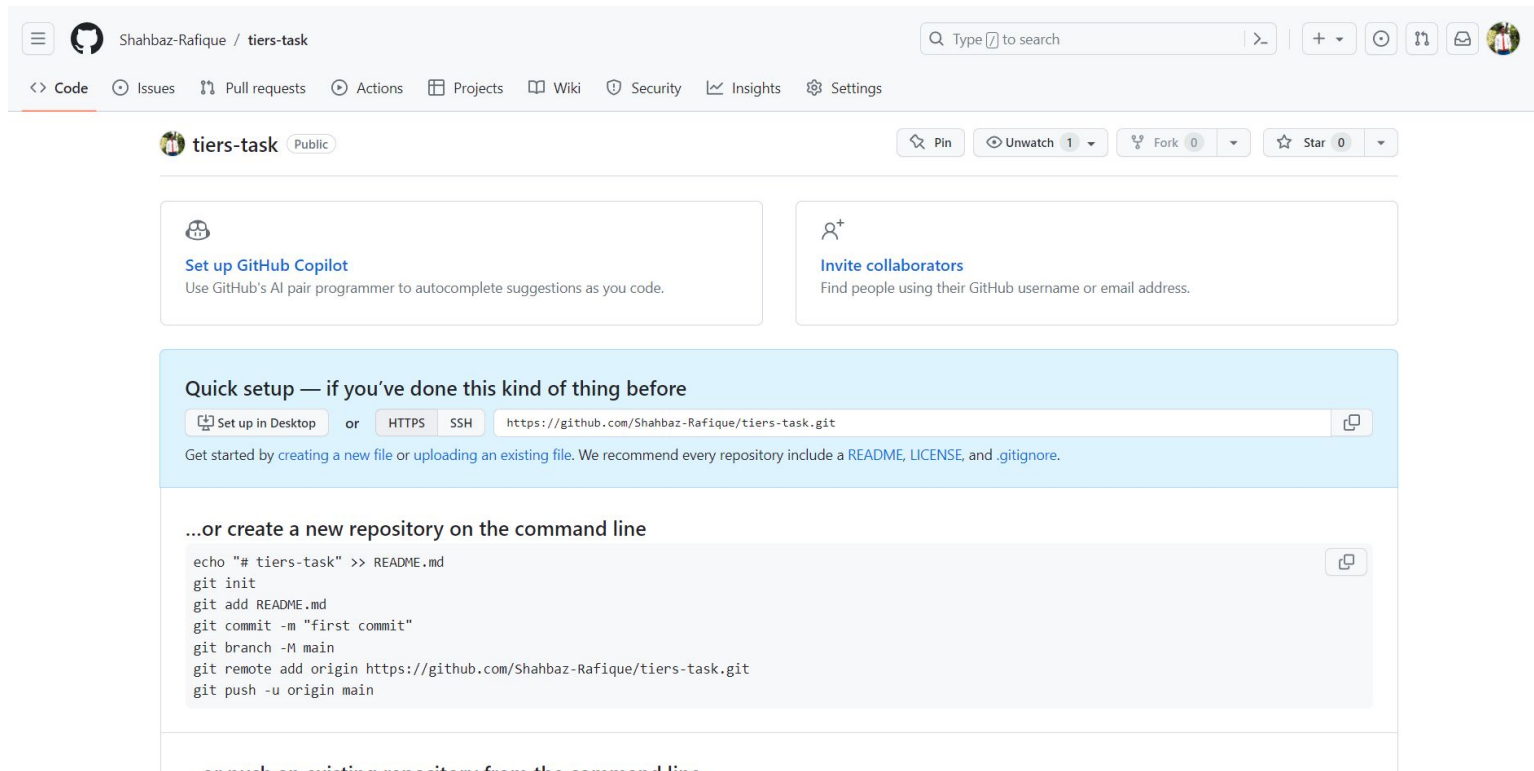 Shahbaz-Rafique / tiers-task
Type / to search
Code Issues Pull requests Actions Projects Wiki Security Insights Settings
tiers-task Public
Pin Unwatch 1 Fork 0 Star 0
Set up GitHub Copilot
Use GitHub's AI pair programmer to autocomplete suggestions as you code.
Invite collaborators
Find people using their GitHub username or email address.
Quick setup — if you’ve done this kind of thing before
Set up in Desktop or HTTPS SSH https://github.com/Shahbaz-Rafique/tiers-task.git
Get started by creating a new file or uploading an existing file. We recommend every repository include a README, LICENSE, and .gitignore.
...or create a new repository on the command line
echo "# tiers-task" >> README.md
git init
git add README.md
git commit -m "first commit"
git branch -M main
git remote add origin https://github.com/Shahbaz-Rafique/tiers-task.git
git push -u origin main